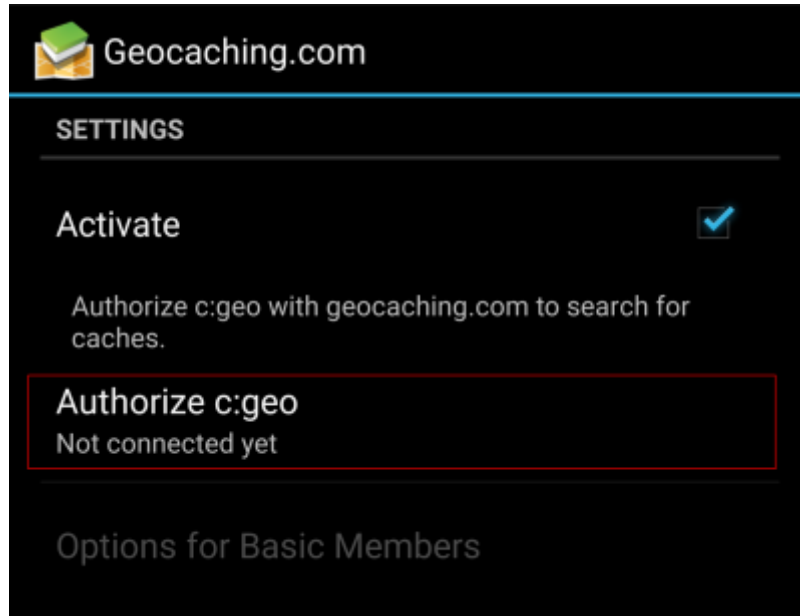 Geocaching.com
SETTINGS
Activate
Authorize c:geo with geocaching.com to search for
caches.
Authorize c:geo
Not connected yet
Options for Basic Members